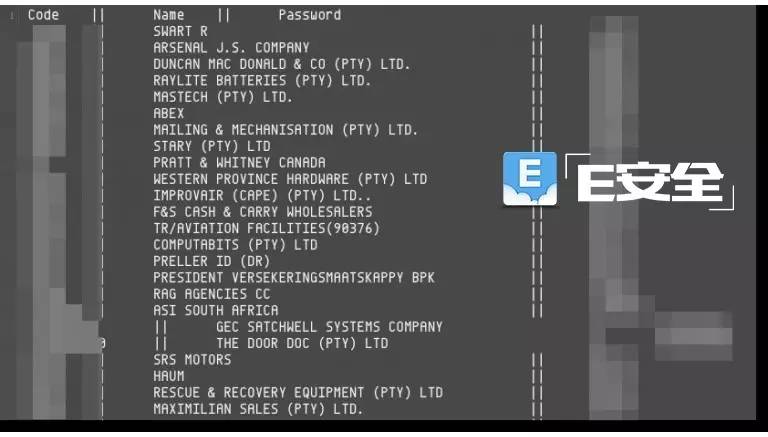 Code || Name || Password
SWART R ||
| ARSENAL J.S. COMPANY ||
| DUNCAN MAC DONALD & CO (PTY) LTD. ||
| RAYLITE BATTERIES (PTY) LTD. ||
| MASTECH (PTY) LTD. ||
| ABEX ||
| MAILING & MECHANISATION (PTY) LTD. ||
| STARY (PTY) LTD ||
| PRATT & WHITNEY CANADA ||
| WESTERN PROVINCE HARDWARE (PTY) LTD ||
| IMPROVAIR (CAPE) (PTY) LTD.. ||
| F&S CASH & CARRY WHOLESALERS ||
| TR/AVIATION FACILITIES(90376) ||
| COMPUTABITS (PTY) LTD ||
| PRELLER ID (DR) ||
| PRESIDENT VERSEKERINGSMAATSKAPPY BPK ||
| RAG AGENCIES CC ||
| ASI SOUTH AFRICA ||
|| GEC SATCHWELL SYSTEMS COMPANY
0 || THE DOOR DOC (PTY) LTD
| SRS MOTORS ||
| HAUM ||
| RESCUE & RECOVERY EQUIPMENT (PTY) LTD ||
| MAXIMILIAN SALES (PTY) LTD. ||
E
E安全